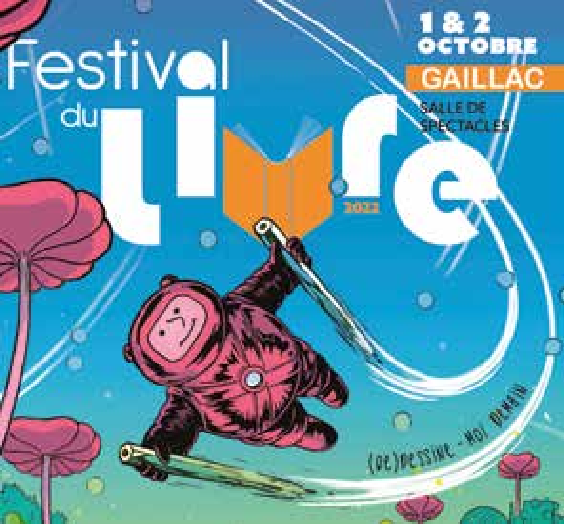 1 & 2
OCTOBRE
GAILLAC
SALLE DE
SPECTACLES
Festival
du
livre
2022
(DE)DESSINE-MOI DEMAIN